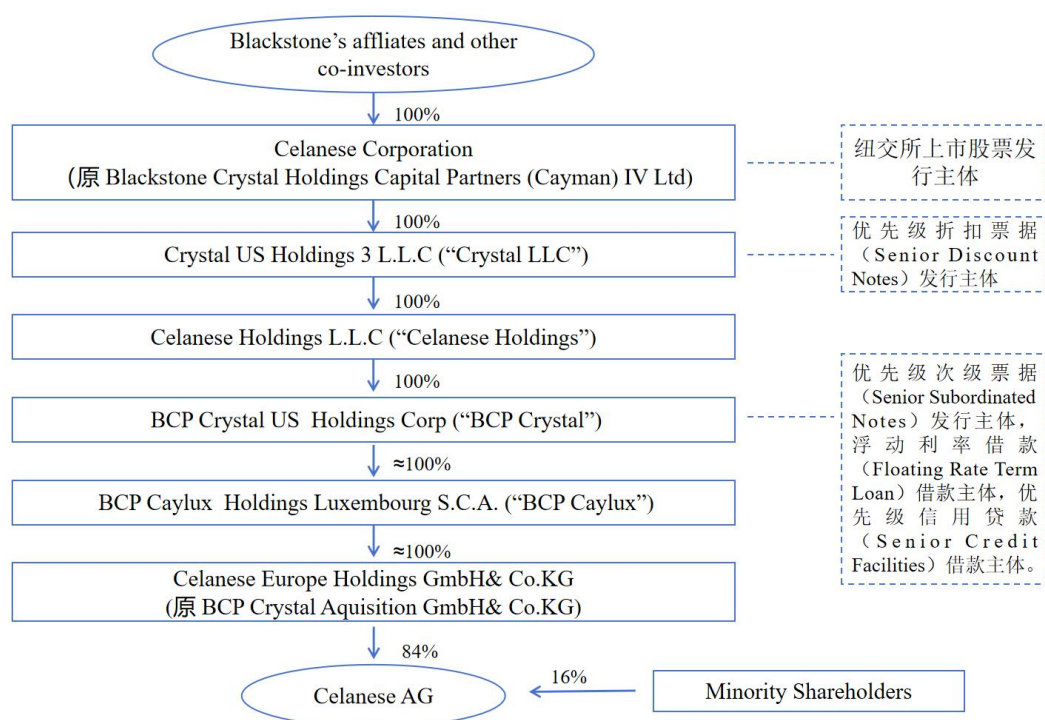 Blackstone’s affliates and other
co-investors
100%
Celanese Corporation
(原 Blackstone Crystal Holdings Capital Partners (Cayman) IV Ltd)
纽交所上市股票发
行主体
100%
Crystal US Holdings 3 L.L.C (“Crystal LLC”)
优先级折扣票据
（Senior Discount
Notes）发行主体
100%
Celanese Holdings L.L.C (“Celanese Holdings”)
100%
BCP Crystal US Holdings Corp (“BCP Crystal”)
优先级次级票据
（Senior Subordinated
Notes）发行主体，
浮动利率借款
（Floating Rate Term
Loan）借款主体，优
先级信用贷款
（Senior Credit
Facilities）借款主体。
≈100%
BCP Caylux Holdings Luxembourg S.C.A. (“BCP Caylux”)
≈100%
Celanese Europe Holdings GmbH& Co.KG
(原 BCP Crystal Aquisition GmbH& Co.KG)
84%
Celanese AG
16%
Minority Shareholders